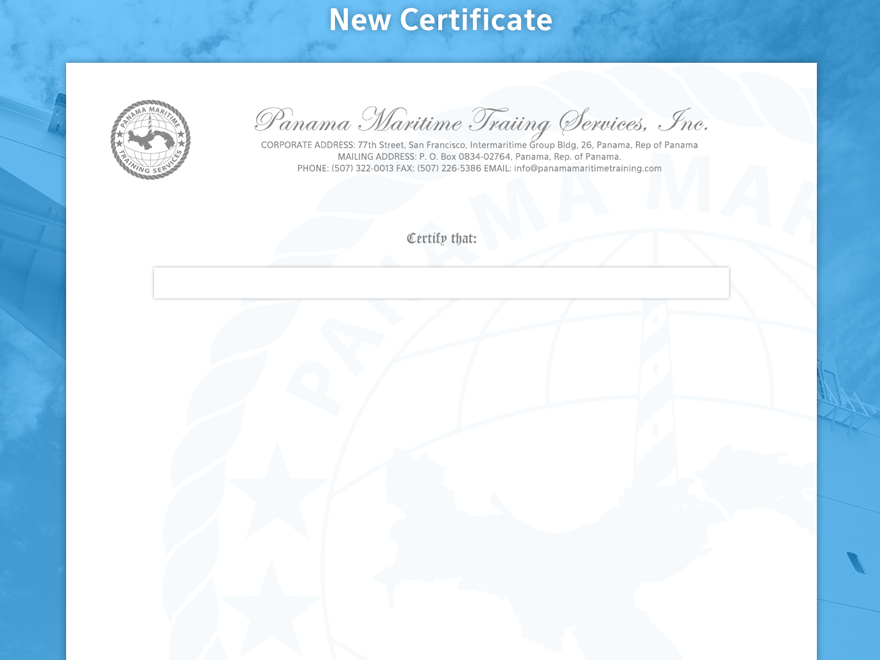 New Certificate
PANAMA MARITIME
TRAINING SERVICES
Panama Maritime Traiing Services, Inc.
CORPORATE ADDRESS: 77th Street, San Francisco, Intermaritime Group Bldg, 26, Panama, Rep of Panama
MAILING ADDRESS: P. O. Box 0834-02764, Panama, Rep. of Panama.
PHONE: (507) 322-0013 FAX: (507) 226-5386 EMAIL: info@panamamaritimetraining.com
Certify that:
PANAMA MAR